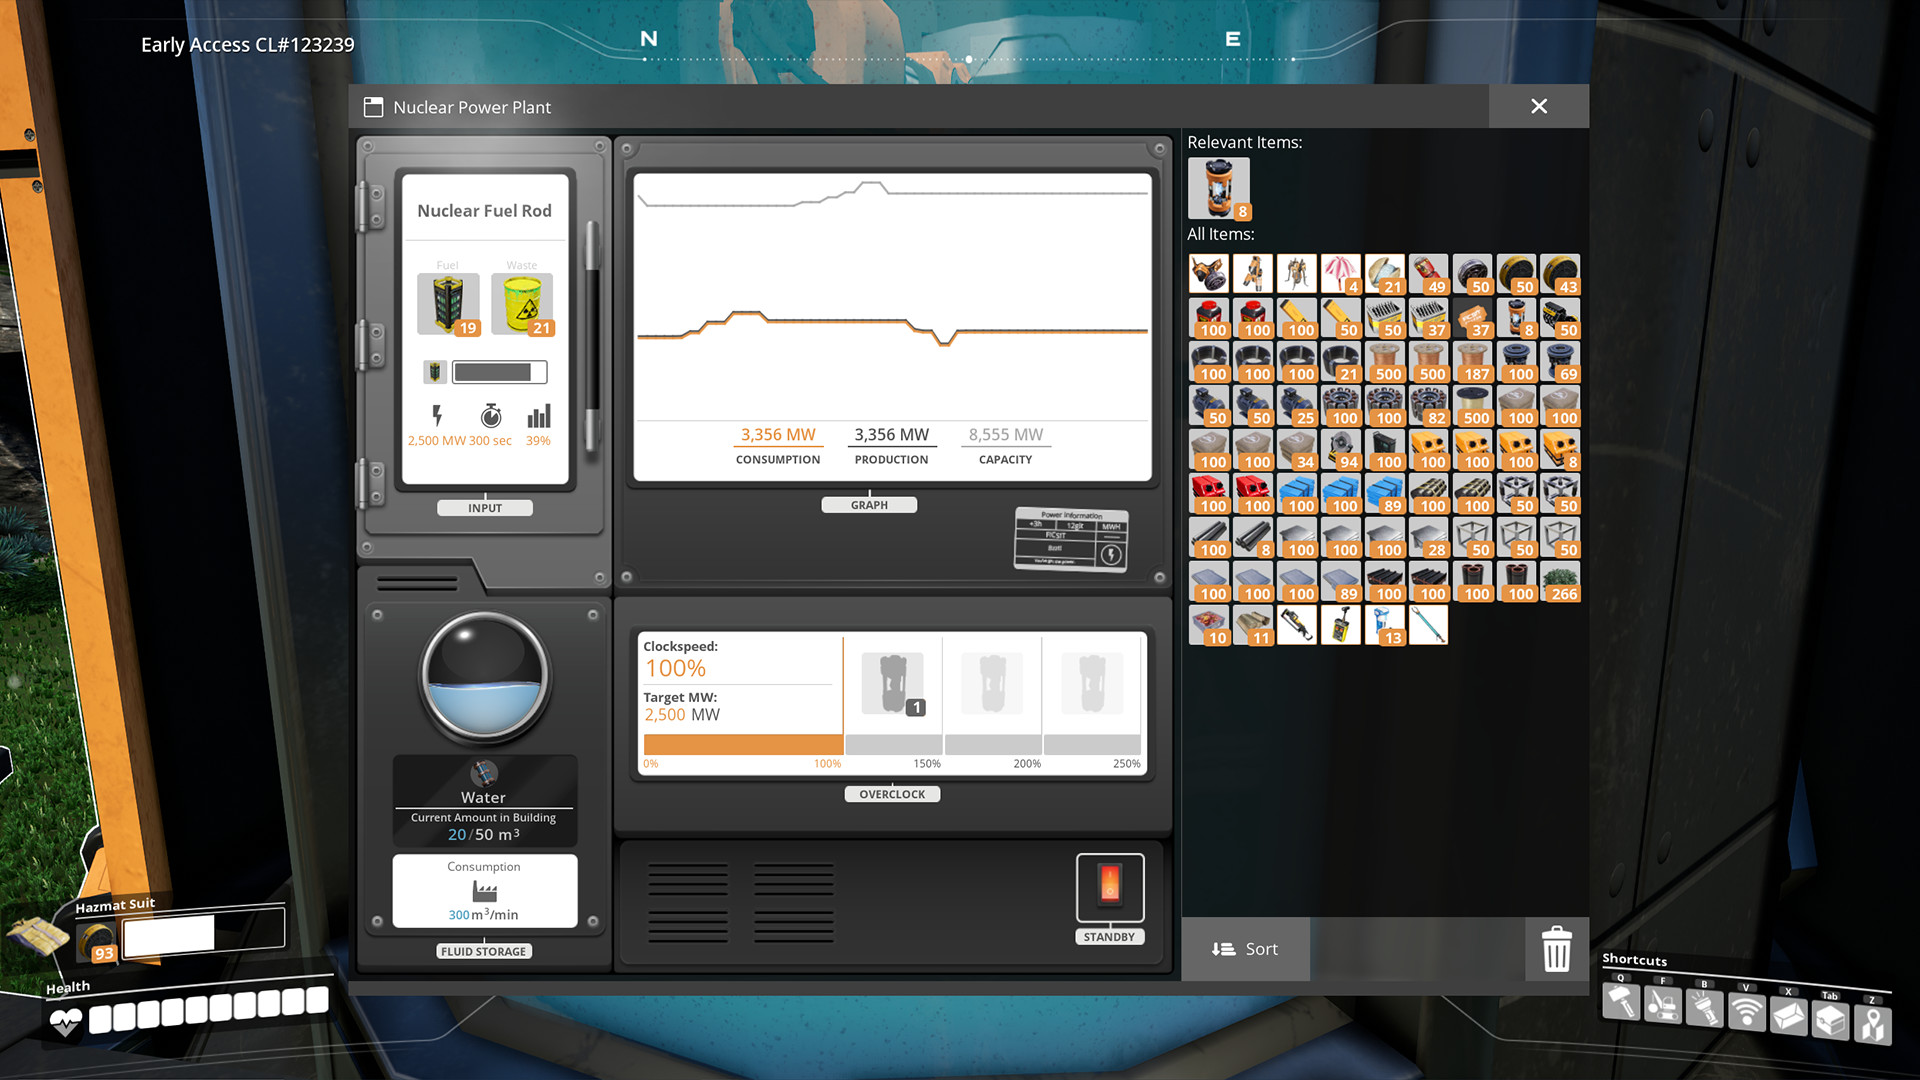 Early Access CL#123239
N
E
Nuclear Power Plant
Nuclear Fuel Rod
Fuel
Waste
19
21
2,500 MW 300 sec 39%
INPUT
3,356 MW
3,356 MW
8,555 MW
CONSUMPTION
PRODUCTION
CAPACITY
GRAPH
Power Information
+3h
MWH
FICSIT
Water
Current Amount in Building
20/50 m³
Consumption
300m³/min
FLUID STORAGE
Clockspeed:
100%
Target MW:
2,500 MW
1
0% 100% 150% 200% 250%
OVERCLOCK
STANDBY
Relevant Items:
8
All Items:
4 21 49 50 50 43
100 100 100 50 50 37 37 8 50
100 100 100 21 500 500 187 100 69
50 50 25 100 100 82 500 100 100
100 100 34 94 100 100 100 100 8
100 100 100 100 89 100 100 50 50
100 8 100 100 100 28 50 50 50
100 100 100 89 100 100 100 100 266
10 11 13
Sort
Hazmat Suit
93
Health
Shortcuts
Q F B V X Tab Z